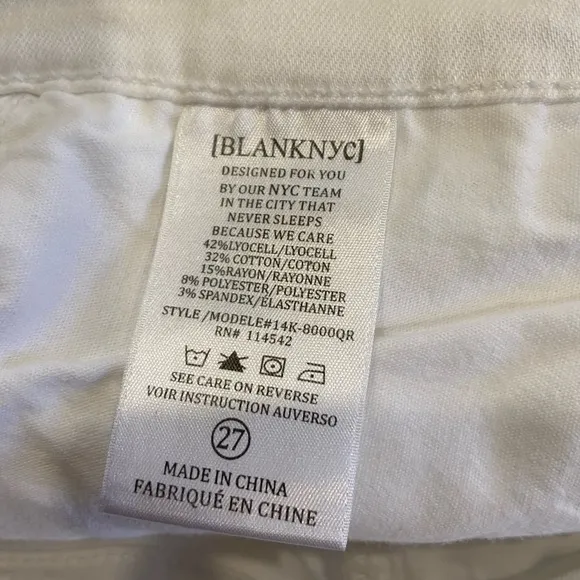 [BLANKNYC]
DESIGNED FOR YOU
BY OUR NYC TEAM
IN THE CITY THAT
NEVER SLEEPS
BECAUSE WE CARE
42%LYOCELL/LYOCELL
32% COTTON/COTON
15%RAYON/RAYONNE
8% POLYESTER/POLYESTER
3% SPANDEX/ÉLASTHANNE
STYLE/MODELE#14K-8000QR
RN# 114542
SEE CARE ON REVERSE
VOIR INSTRUCTION AUVERSO
27
MADE IN CHINA
FABRIQUÉ EN CHINE